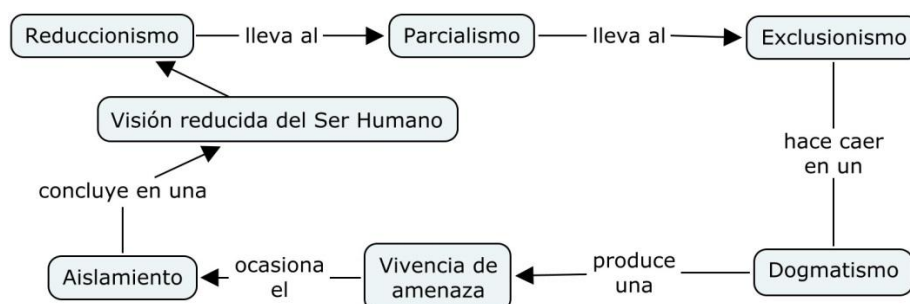 Reduccionismo
lleva al
Parcialismo
lleva al
Exclusionismo
hace caer
en un
Dogmatismo
produce
una
Vivencia de
amenaza
ocasiona
el
Aislamiento
concluye en una
Visión reducida del Ser Humano